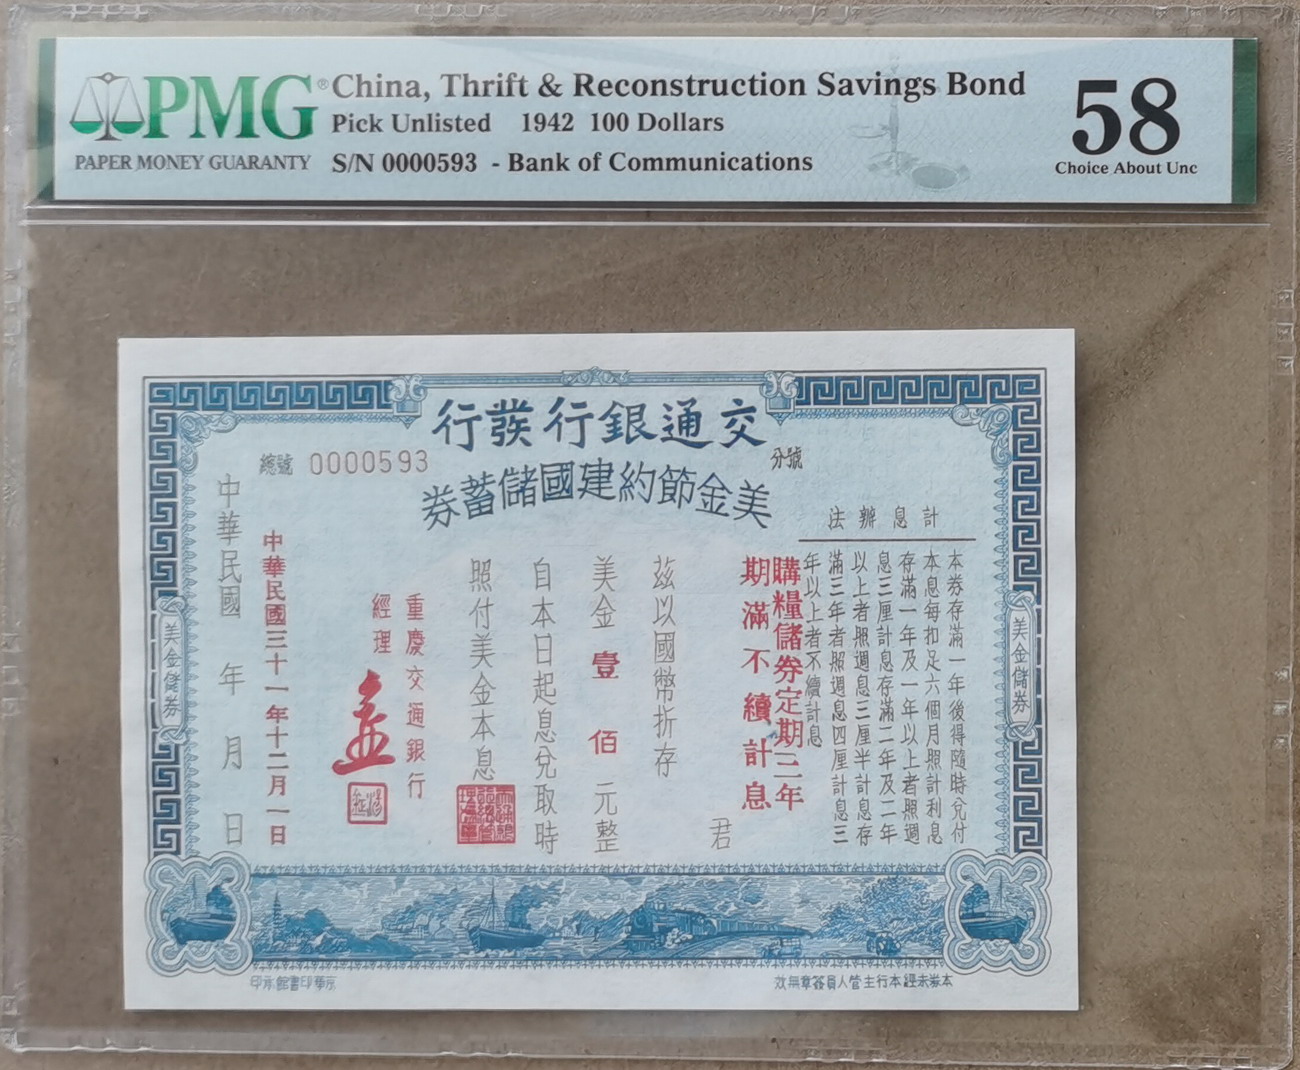 PMG®
PAPER MONEY GUARANTY
China, Thrift & Reconstruction Savings Bond
Pick Unlisted 1942 100 Dollars
S/N 0000593 - Bank of Communications
58
Choice About Unc
交通銀行發行
總號 0000593
分號
美金節約建國儲蓄券
計息辦法
本券存滿一年後得隨時兌付
本息每扣足六個月照計利息
存滿一年及一年以上者照週
息三厘計息存滿二年及二年
以上者照週息三厘半計息存
滿三年者照週息四厘計息三
年以上者不續計息
購糧儲券定期三年
期滿不續計息
君
茲以國幣折存
美金壹佰元整
自本日起息兌取時
照付美金本息
重慶交通銀行
經理
中華民國三十一年十二月一日
中華民國 年 月 日
美金儲券
美金儲券
本券未經本行主管人員簽章無效
京華印書館承印